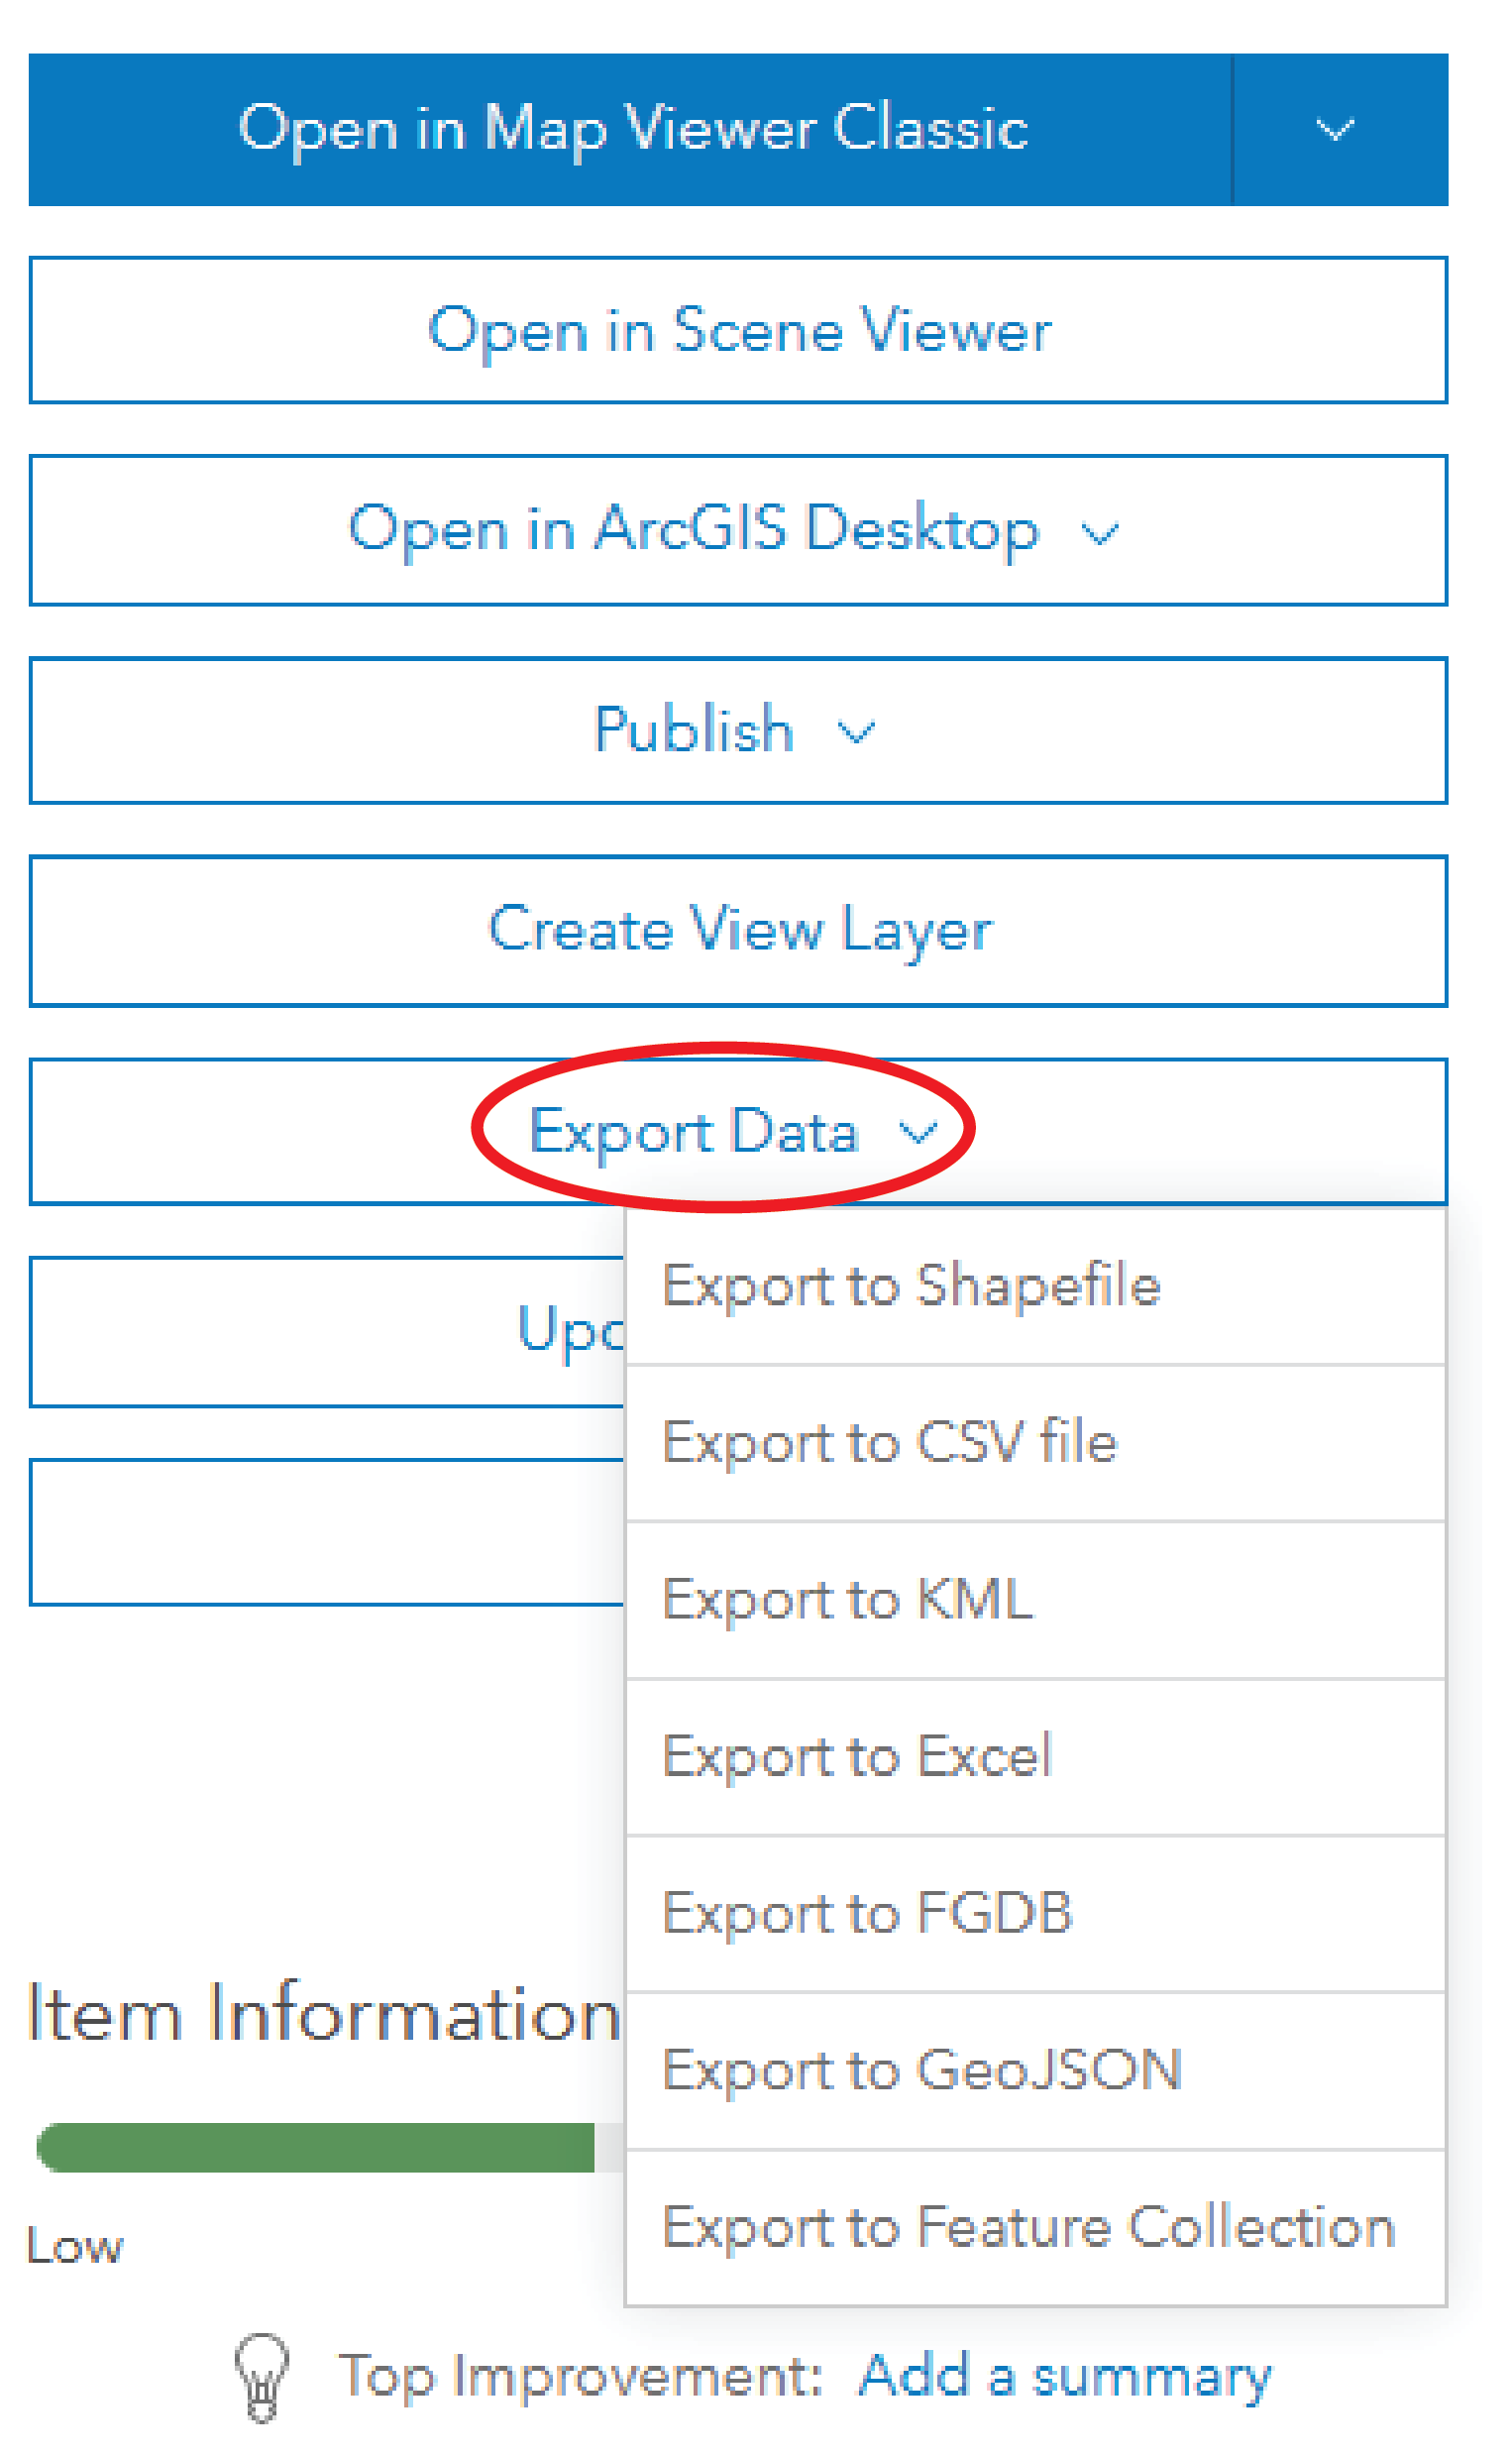 Open in Map Viewer Classic
Open in Scene Viewer
Open in ArcGIS Desktop
Publish
Create View Layer
Export Data
Export to Shapefile
Export to CSV file
Export to KML
Export to Excel
Export to FGDB
Export to GeoJSON
Export to Feature Collection
Item Information
Low
Top Improvement: Add a summary